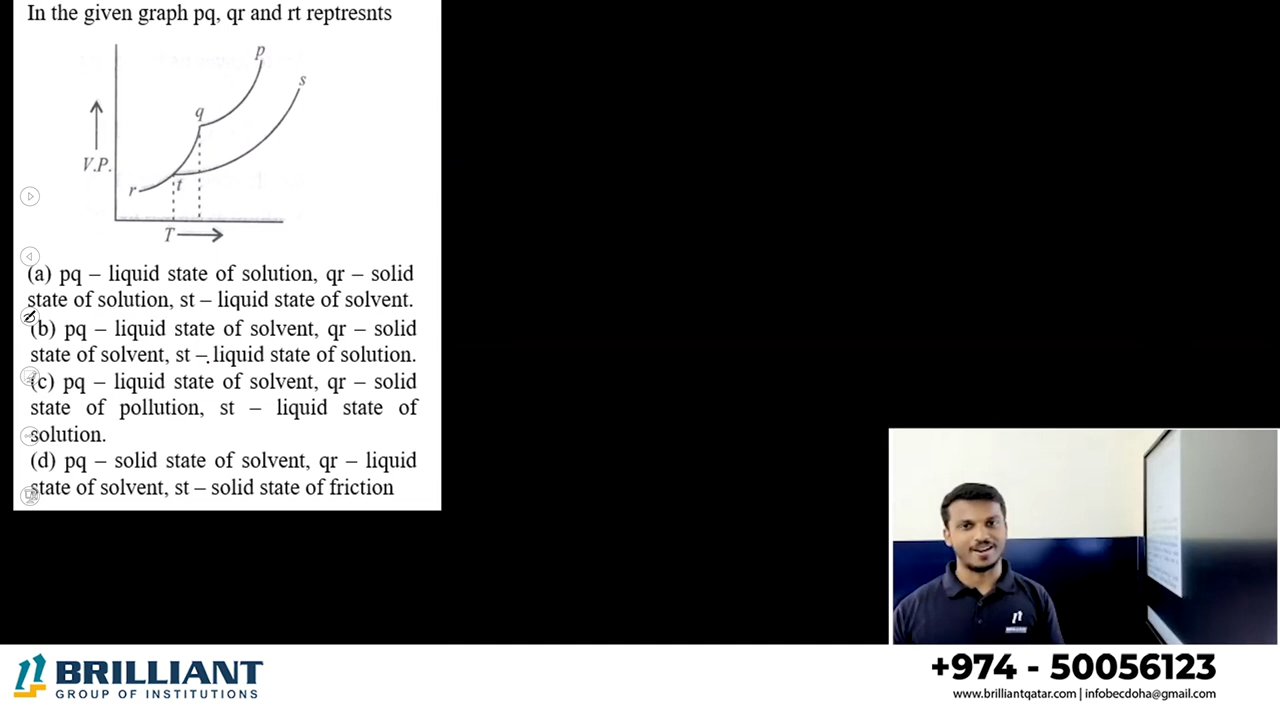 In the given graph pq, qr and rt reptresnts
p
s
q
V.P.
r
t
T
(a) pq – liquid state of solution, qr – solid
state of solution, st – liquid state of solvent.
(b) pq – liquid state of solvent, qr – solid
state of solvent, st – liquid state of solution.
(c) pq – liquid state of solvent, qr – solid
state of pollution, st – liquid state of
solution.
(d) pq – solid state of solvent, qr – liquid
state of solvent, st – solid state of friction
BRILLIANT
BRILLIANT
GROUP OF INSTITUTIONS
+974 - 50056123
www.brilliantqatar.com | infobecdoha@gmail.com